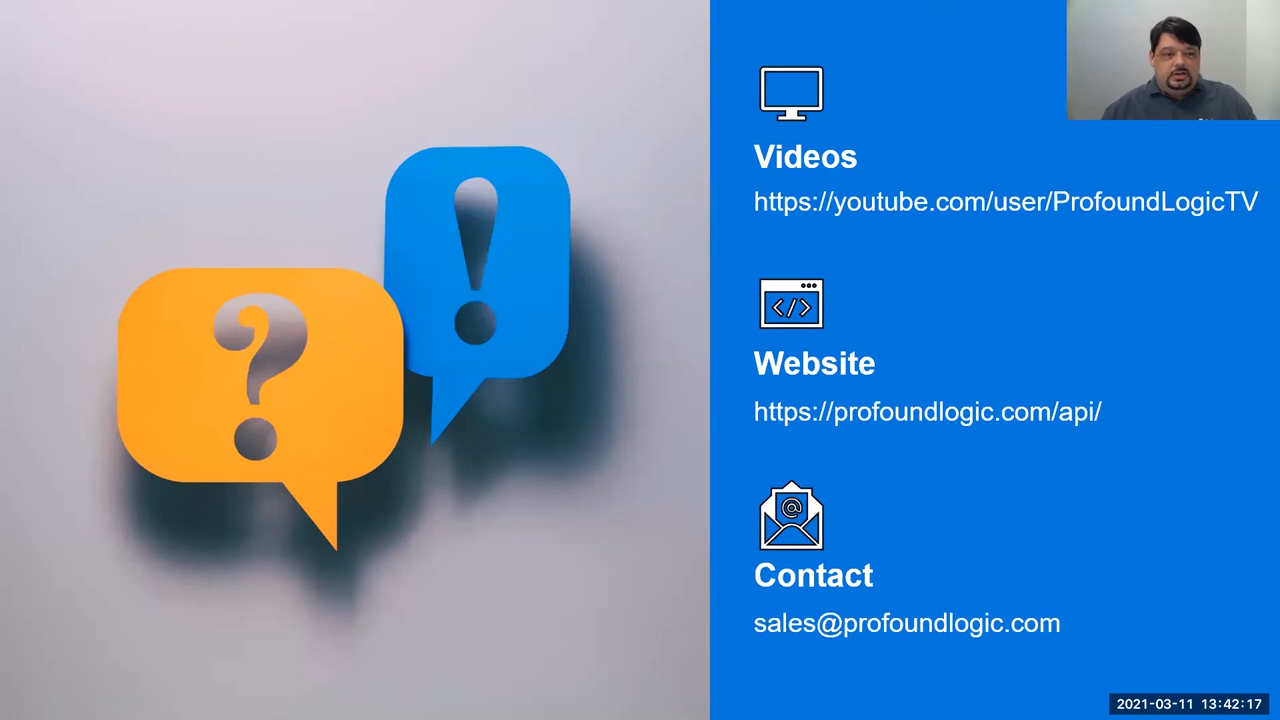 ?
!
Videos
https://youtube.com/user/ProfoundLogicTV
</>
Website
https://profoundlogic.com/api/
@
Contact
sales@profoundlogic.com
2021-03-11 13:42:17